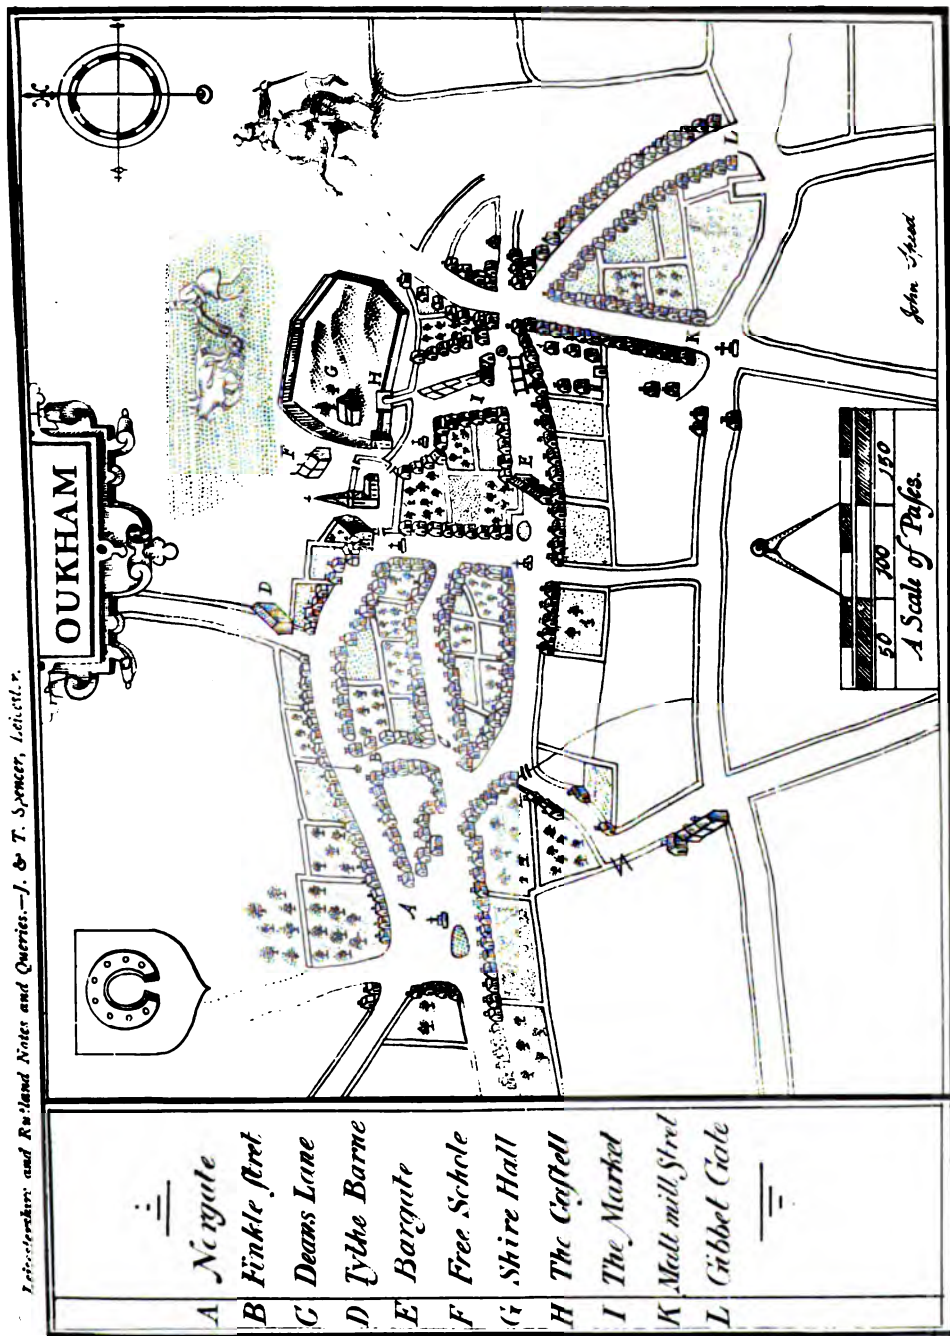 Leicestershire and Rutland Notes and Queries.—J. & T. Spencer, Leicester.
OUKHAM
A
D
F
G
H
I
E
C
K
L
John Speed
50 100 150
A Scale of Paſes.
A Norgate
B Finkle ſtret
C Deans Lane
D Tythe Barne
E Bargate
F Free Schole
G Shire Hall
H The Caſtell
I The Market
K Malt mill Stret
L Gibbet Gate